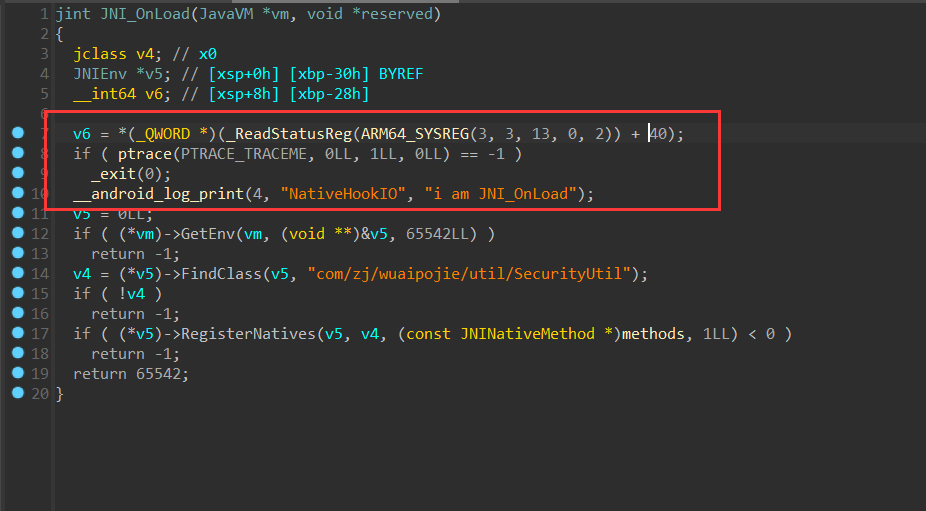 1 jint JNI_OnLoad(JavaVM *vm, void *reserved)
2 {
3 jclass v4; // x0
4 JNIEnv *v5; // [xsp+0h] [xbp-30h] BYREF
5 __int64 v6; // [xsp+8h] [xbp-28h]
6
7 v6 = *(_QWORD *)(_ReadStatusReg(ARM64_SYSREG(3, 3, 13, 0, 2)) + 40);
8 if ( ptrace(PTRACE_TRACEME, 0LL, 1LL, 0LL) == -1 )
9 _exit(0);
10 __android_log_print(4, "NativeHookIO", "i am JNI_OnLoad");
11 v5 = 0LL;
12 if ( (*vm)->GetEnv(vm, (void **)&v5, 65542LL) )
13 return -1;
14 v4 = (*v5)->FindClass(v5, "com/zj/wuaipojie/util/SecurityUtil");
15 if ( !v4 )
16 return -1;
17 if ( (*v5)->RegisterNatives(v5, v4, (const JNINativeMethod *)methods, 1LL) < 0 )
18 return -1;
19 return 65542;
20 }